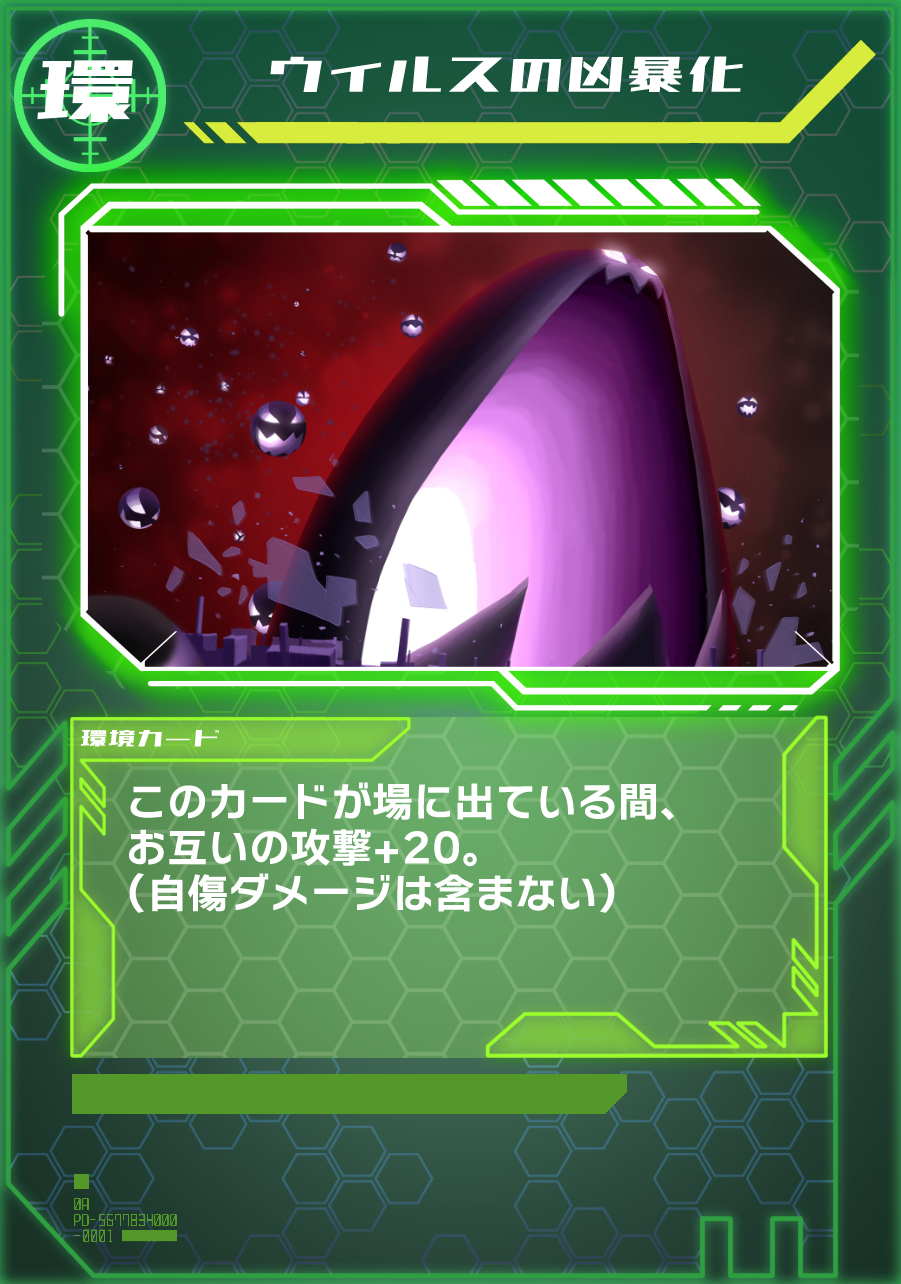 環
ウィルスの凶暴化
環境カード
このカードが場に出ている間、
お互いの攻撃+20。
（自傷ダメージは含まない）
0A
PD-5677834000
-0001